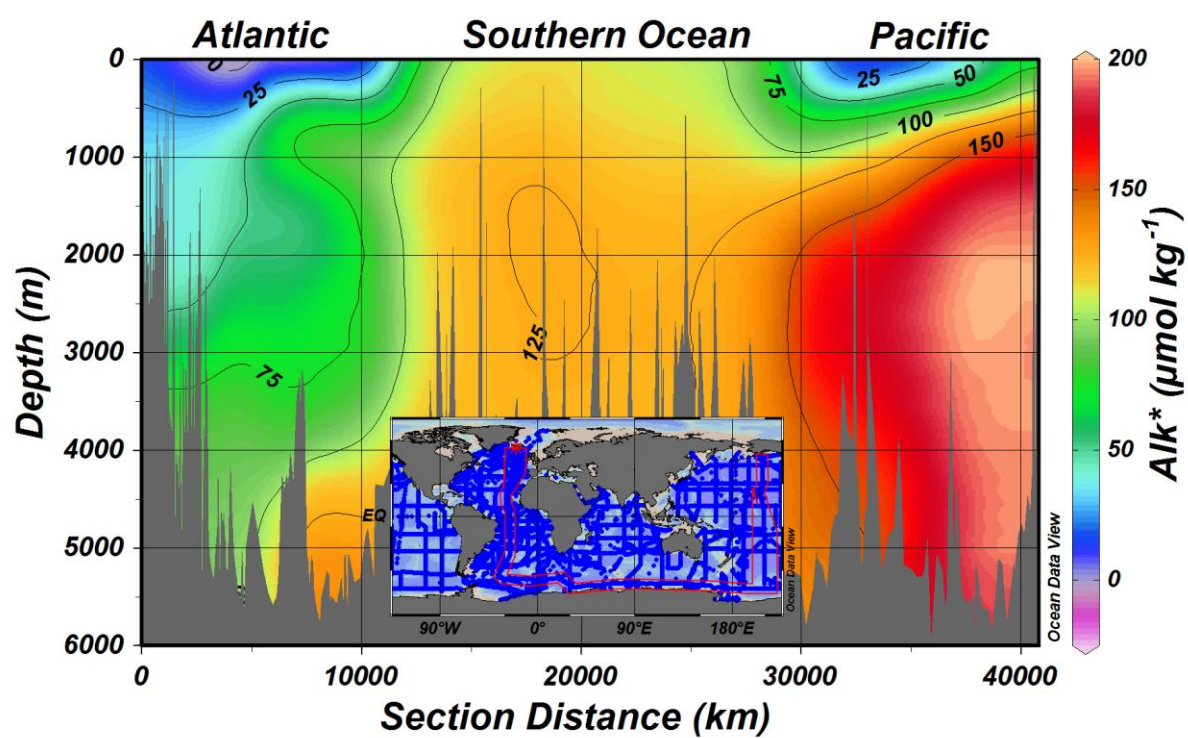 Atlantic Southern Ocean Pacific
0
1000
2000
3000
4000
5000
6000
Depth (m)
0
25
75
125
75
25
50
100
150
200
150
100
50
0
Alk* (μmol kg-1)
EQ
90°W 0° 90°E 180°E
Ocean Data View
Ocean Data View
0 10000 20000 30000 40000
Section Distance (km)